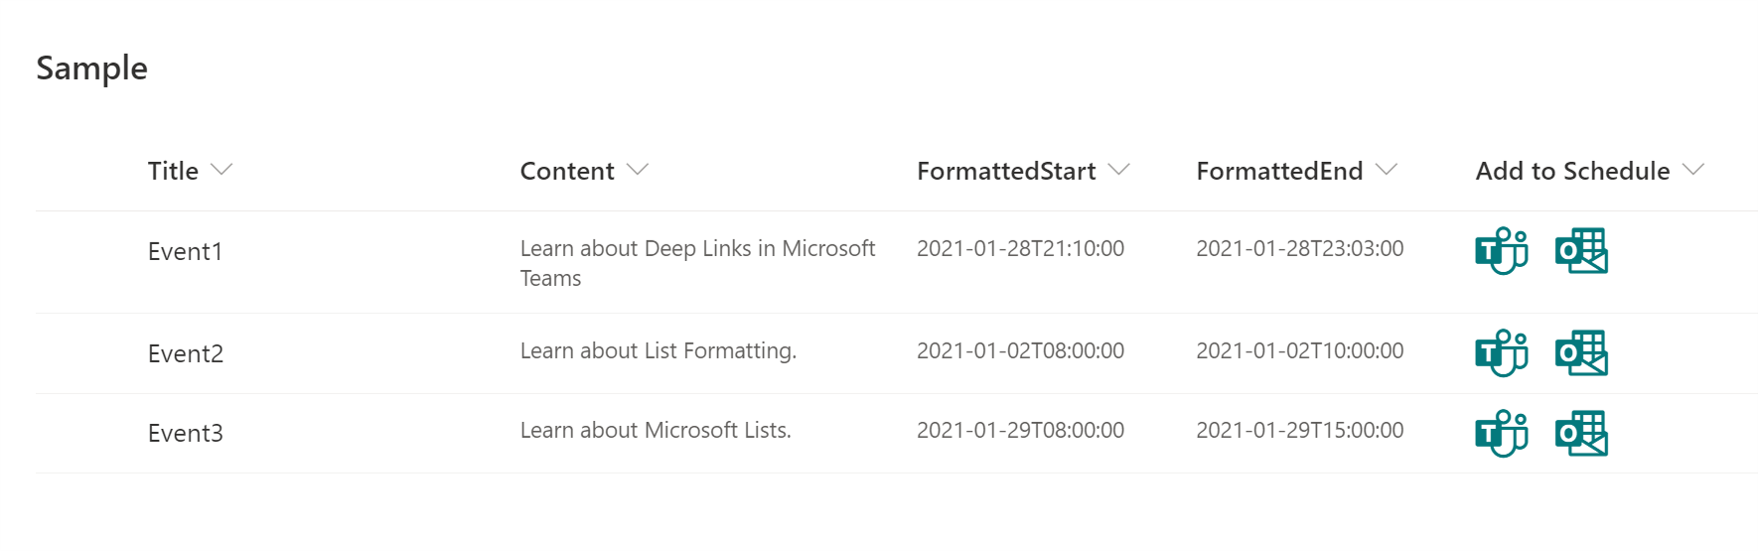 Sample
Title Content FormattedStart FormattedEnd Add to Schedule
Event1 Learn about Deep Links in Microsoft 2021-01-28T21:10:00 2021-01-28T23:03:00 T O
Teams
Event2 Learn about List Formatting. 2021-01-02T08:00:00 2021-01-02T10:00:00 T O
Event3 Learn about Microsoft Lists. 2021-01-29T08:00:00 2021-01-29T15:00:00 T O